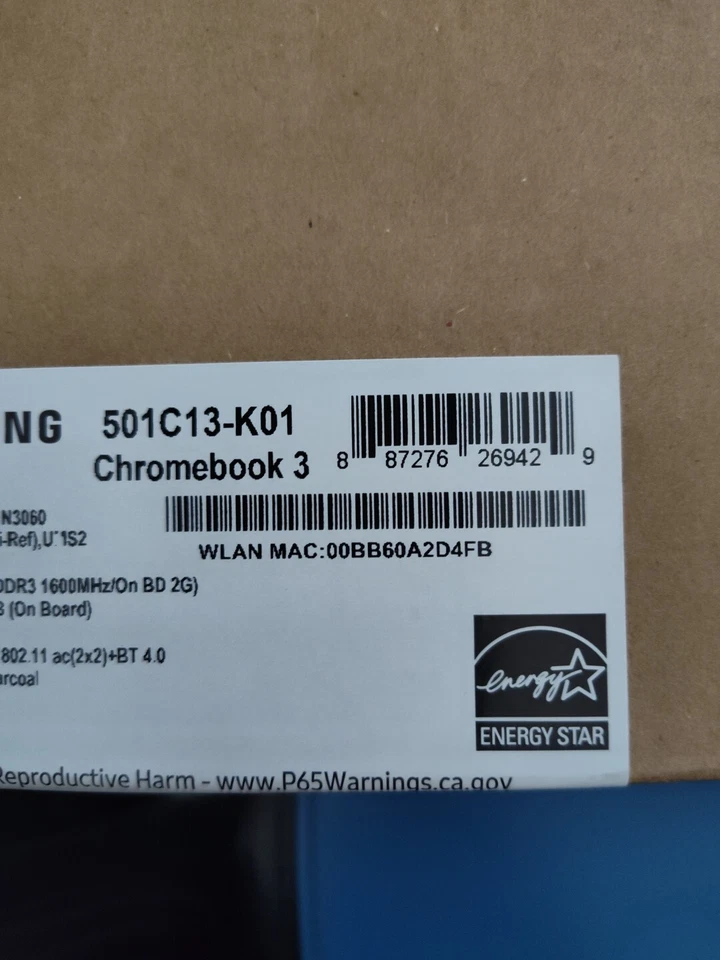 NG 501C13-K01
Chromebook 3
8 87276 26942 9
N3060
i-Ref),U*1S2
WLAN MAC:00BB60A2D4FB
DDR3 1600MHz/On BD 2G)
(On Board)
802.11 ac(2x2)+BT 4.0
arcoal
energy
ENERGY STAR
Reproductive Harm - www.P65Warnings.ca.gov